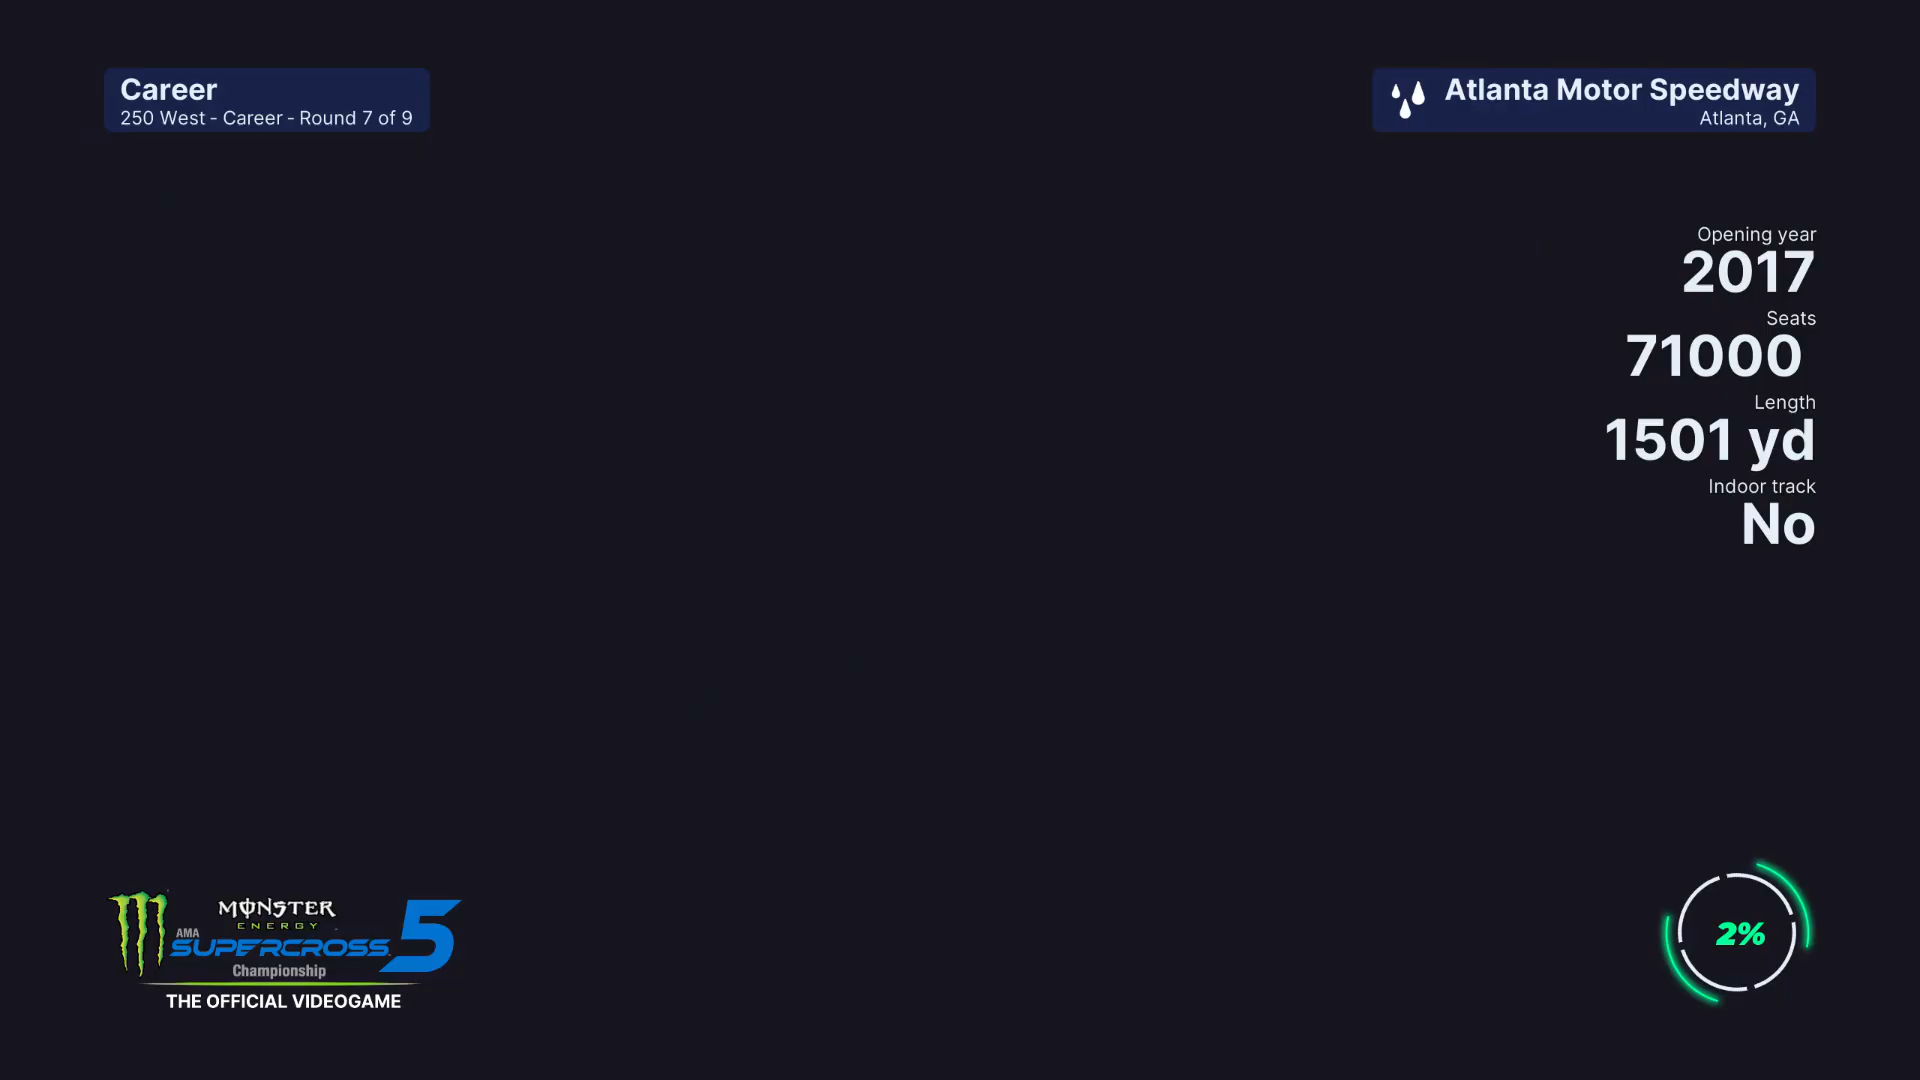 Career
250 West - Career - Round 7 of 9
Atlanta Motor Speedway
Atlanta, GA
Opening year
2017
Seats
71000
Length
1501 yd
Indoor track
No
MONSTER
ENERGY
AMA
SUPERCROSS 5
Championship
THE OFFICIAL VIDEOGAME
2%